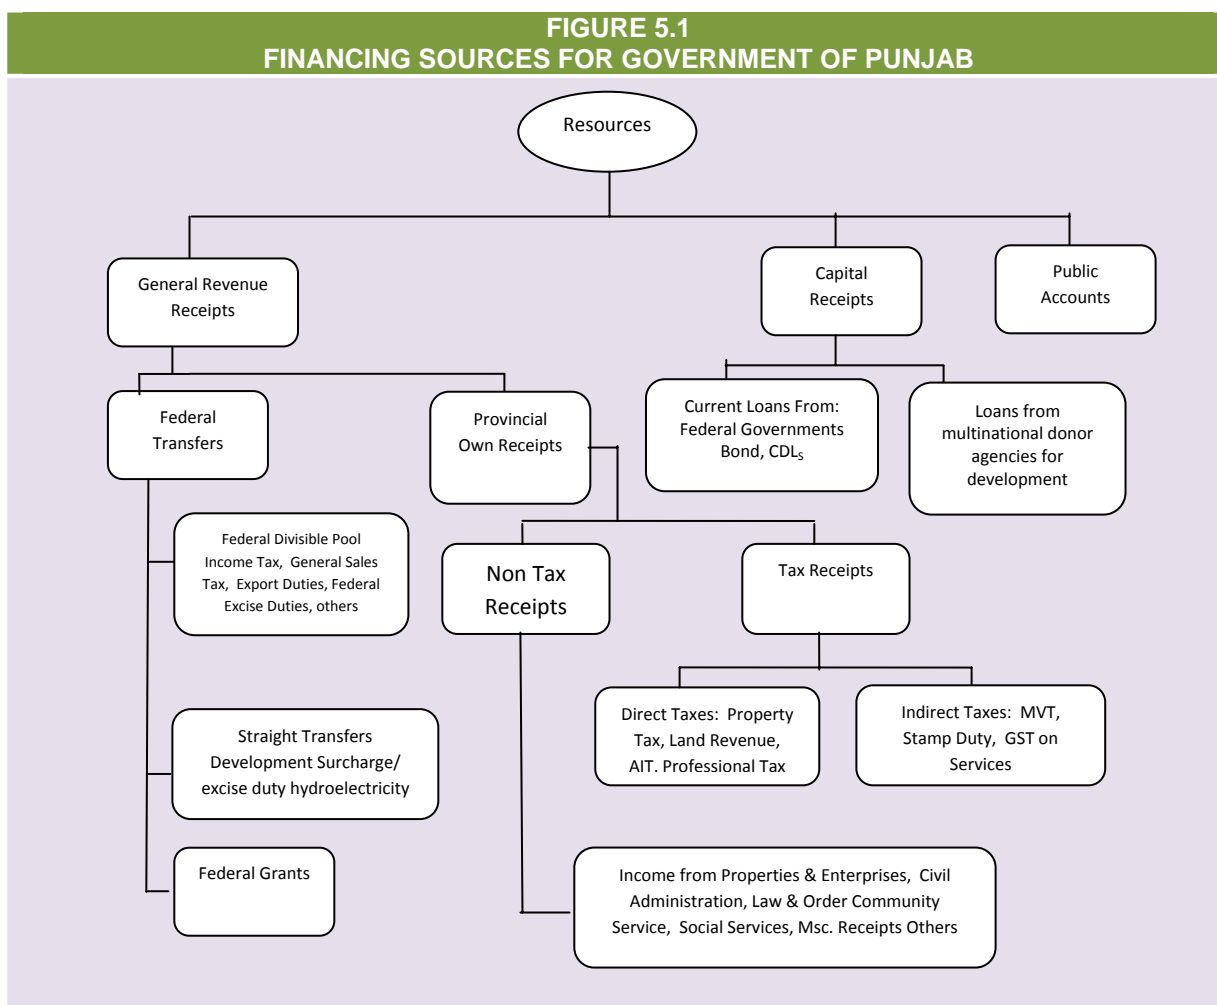 FIGURE 5.1
FINANCING SOURCES FOR GOVERNMENT OF PUNJAB
Resources
General Revenue
Receipts
Capital
Receipts
Public
Accounts
Federal
Transfers
Provincial
Own Receipts
Current Loans From:
Federal Governments
Bond, CDLS
Loans from
multinational donor
agencies for
development
Federal Divisible Pool
Income Tax, General Sales
Tax, Export Duties, Federal
Excise Duties, others
Non Tax
Receipts
Tax Receipts
Straight Transfers
Development Surcharge/
excise duty hydroelectricity
Direct Taxes: Property
Tax, Land Revenue,
AIT. Professional Tax
Indirect Taxes: MVT,
Stamp Duty, GST on
Services
Federal Grants
Income from Properties & Enterprises, Civil
Administration, Law & Order Community
Service, Social Services, Msc. Receipts Others